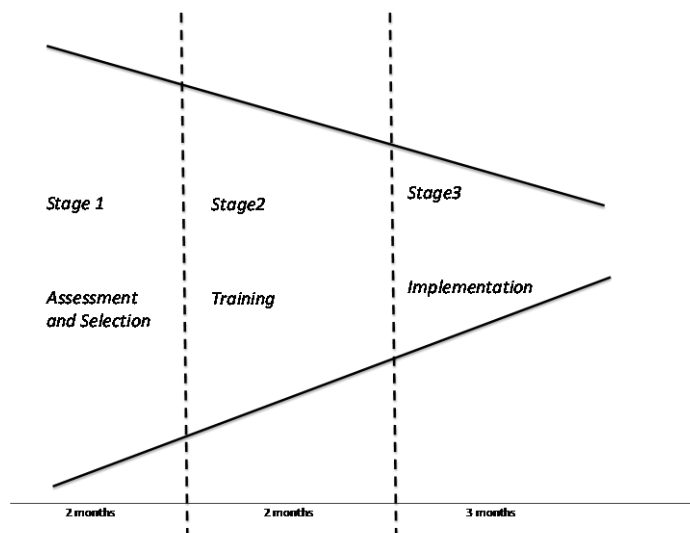 Stage 1
Stage2
Stage3
Assessment
and Selection
Training
Implementation
2 months
2 months
3 months